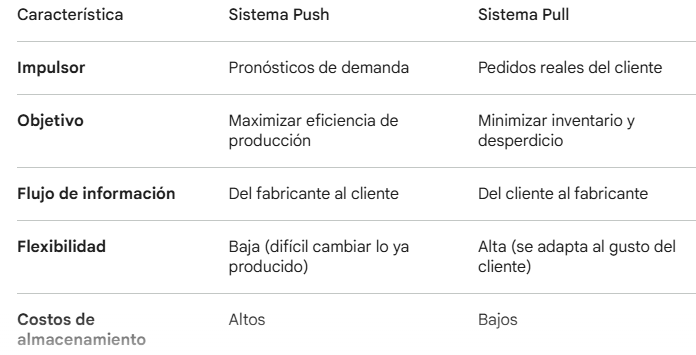 Característica Sistema Push Sistema Pull
Impulsor Pronósticos de demanda Pedidos reales del cliente
Objetivo Maximizar eficiencia de producción Minimizar inventario y desperdicio
Flujo de información Del fabricante al cliente Del cliente al fabricante
Flexibilidad Baja (difícil cambiar lo ya producido) Alta (se adapta al gusto del cliente)
Costos de almacenamiento Altos Bajos